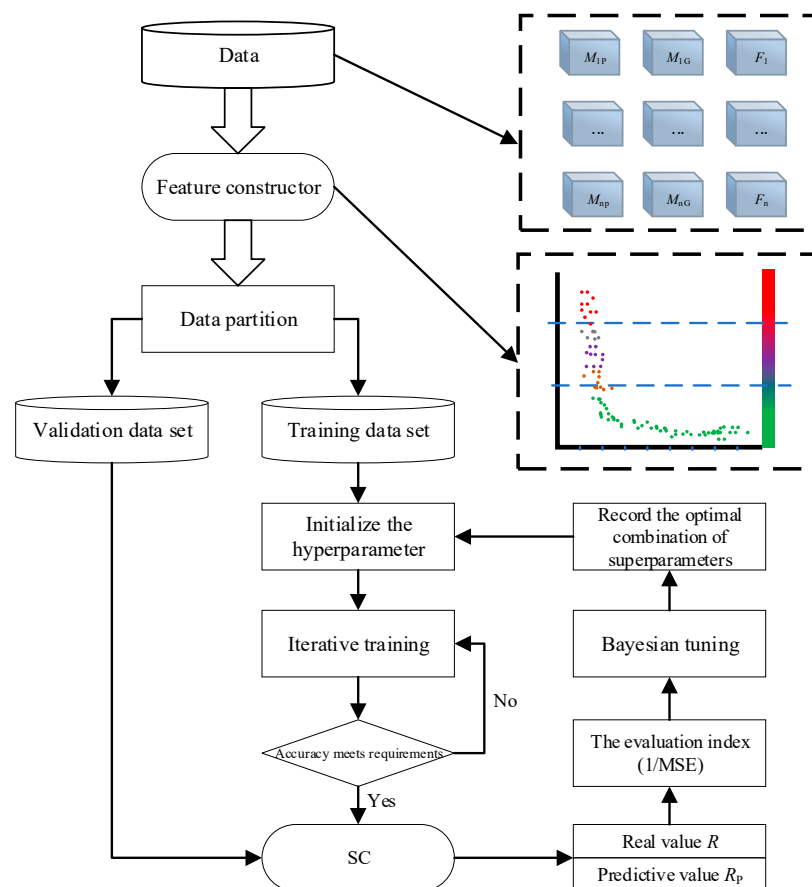 Data
M1P
M1G
F1
...
...
...
Mnp
MnG
Fn
Feature constructor
Data partition
Validation data set
Training data set
Initialize the
hyperparameter
Record the optimal
combination of
superparameters
Iterative training
Bayesian tuning
No
Accuracy meets requirements
The evaluation index
(1/MSE)
Yes
SC
Real value R
Predictive value RP